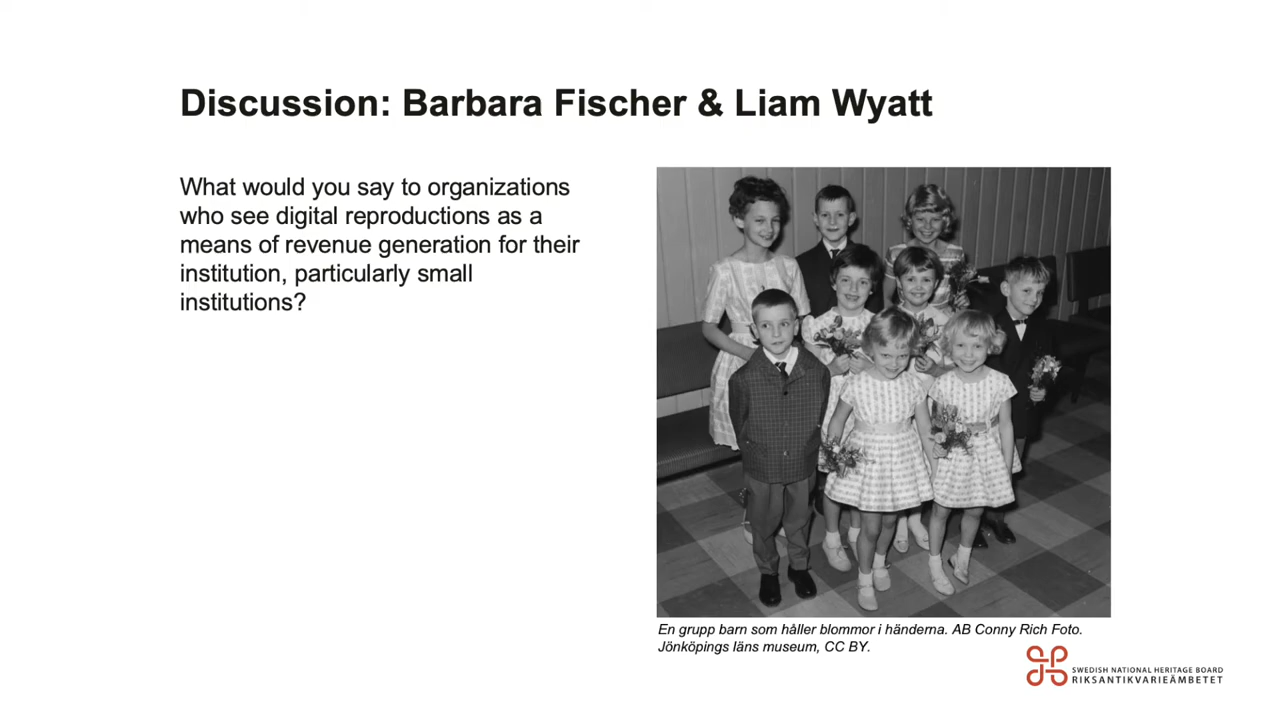 Discussion: Barbara Fischer & Liam Wyatt
What would you say to organizations
who see digital reproductions as a
means of revenue generation for their
institution, particularly small
institutions?
En grupp barn som håller blommor i händerna. AB Conny Rich Foto.
Jönköpings läns museum, CC BY.
SWEDISH NATIONAL HERITAGE BOARD
RIKSANTIKVARIEÄMBETET